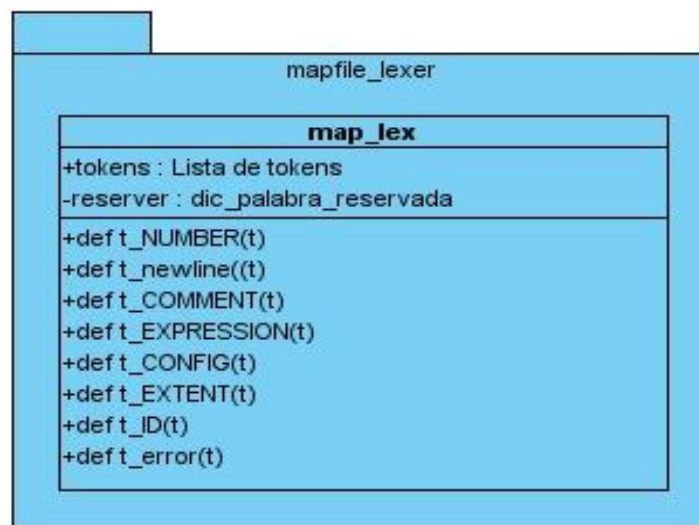 mapfile_lexer
map_lex
+tokens : Lista de tokens
-reserver : dic_palabra_reservada
+def t_NUMBER(t)
+def t_newline((t)
+def t_COMMENT(t)
+def t_EXPRESSION(t)
+def t_CONFIG(t)
+def t_EXTENT(t)
+def t_ID(t)
+def t_error(t)